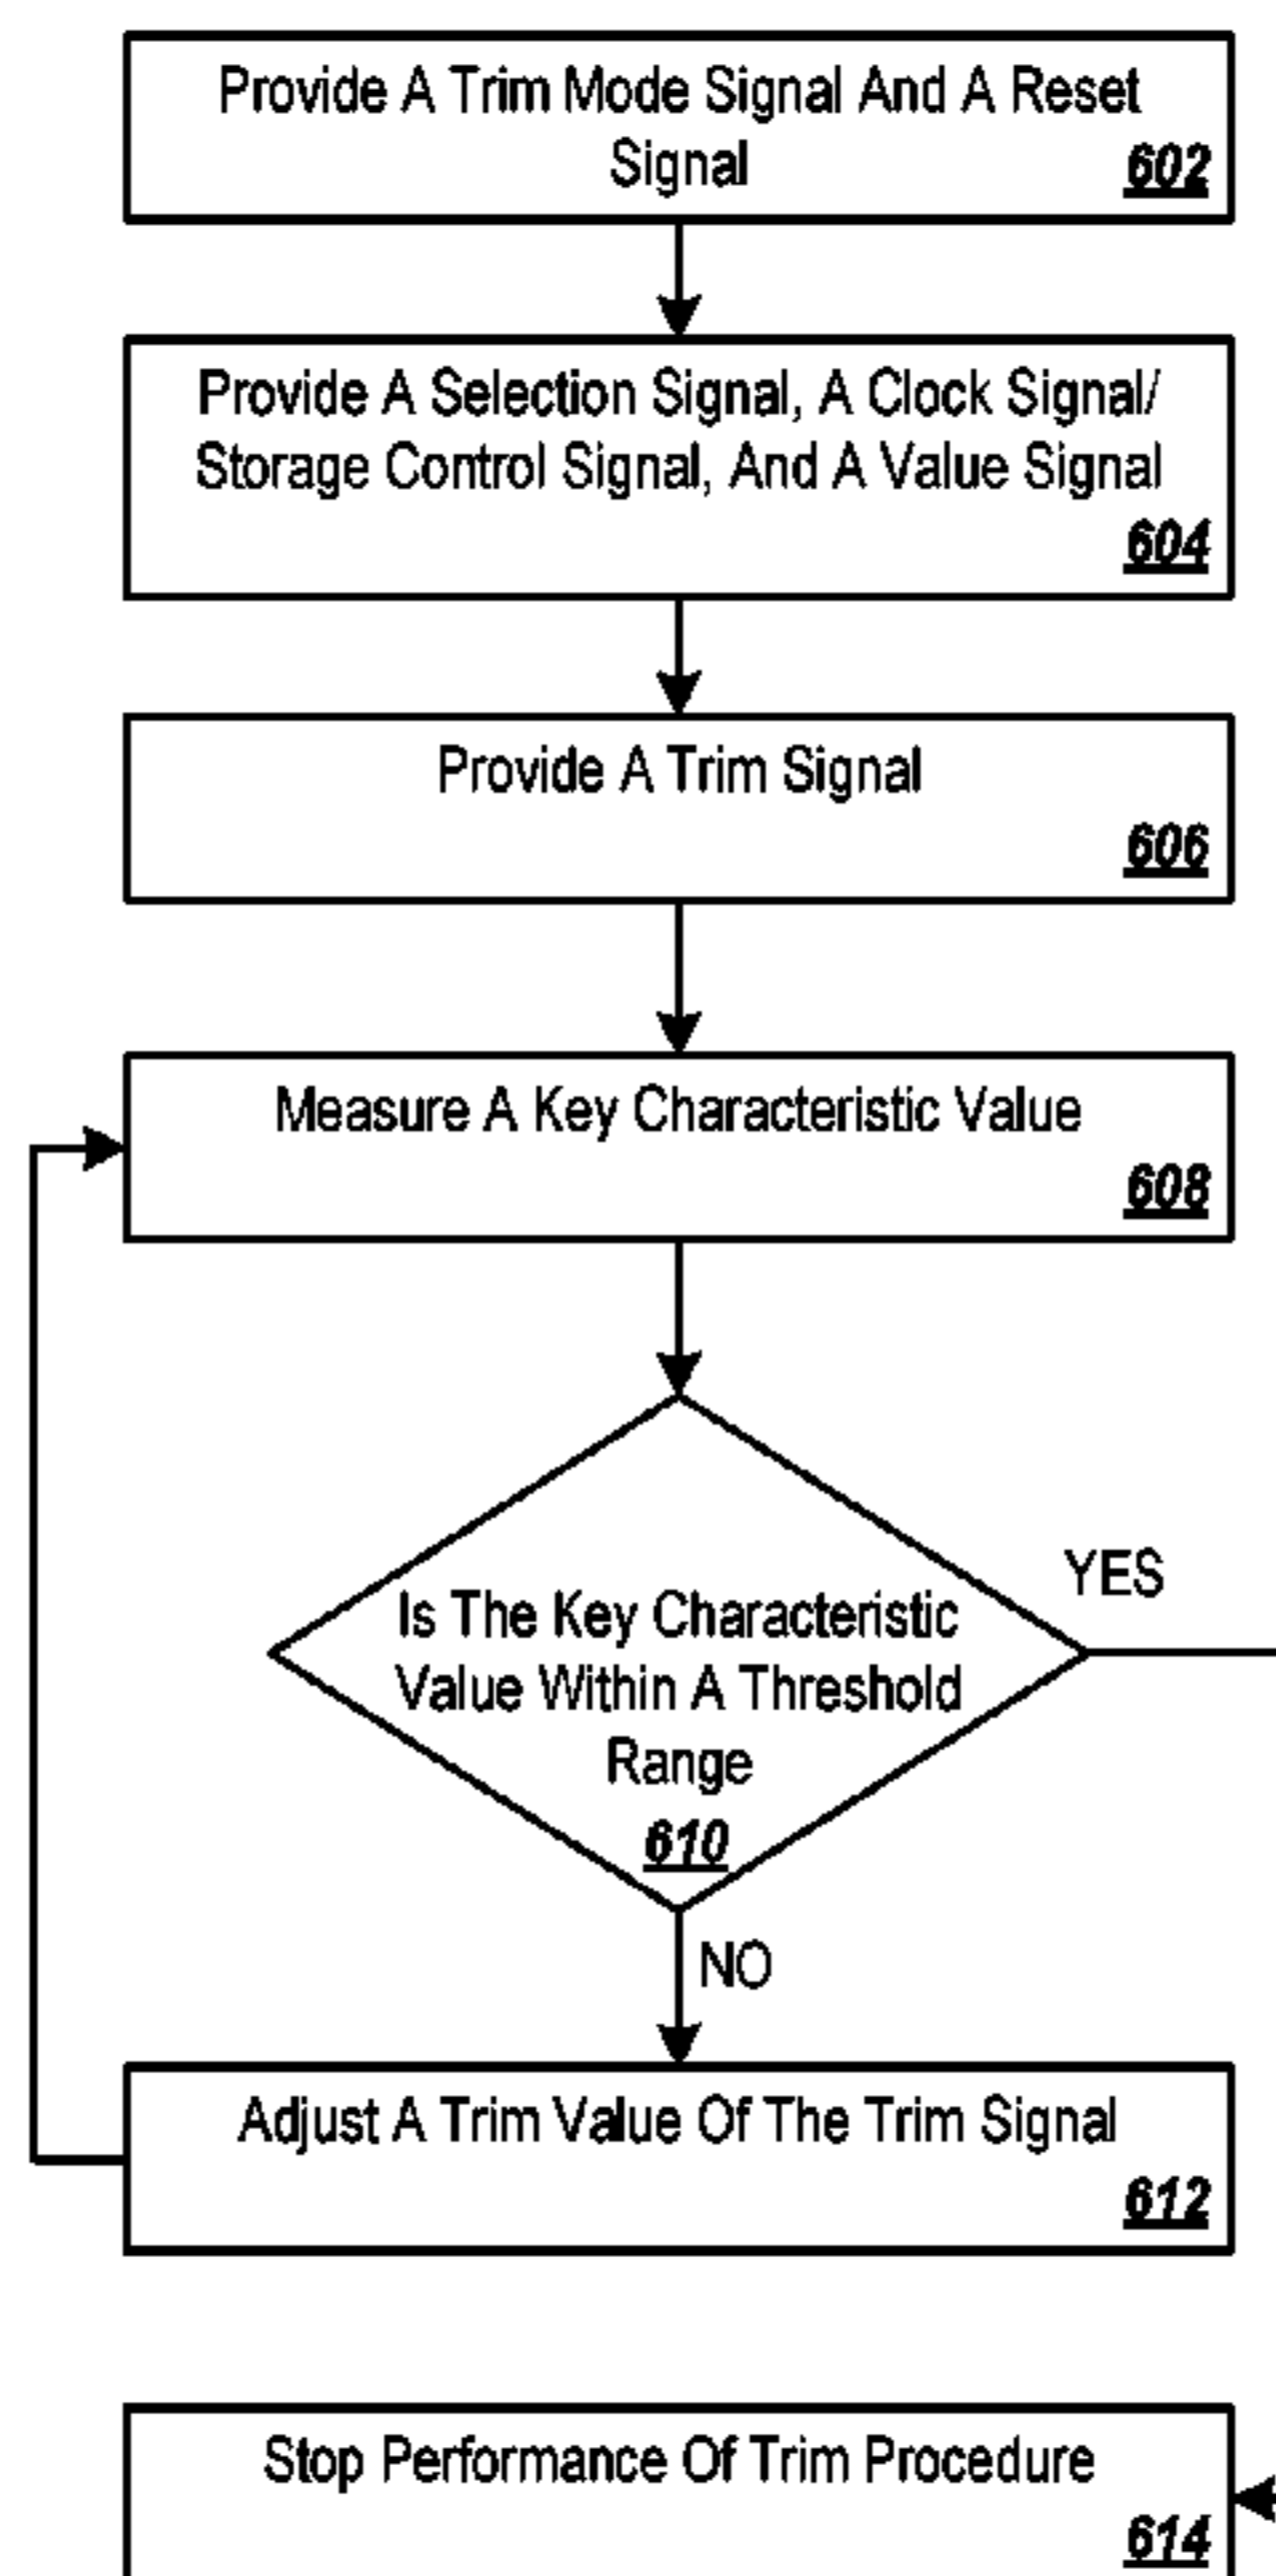 Provide A Trim Mode Signal And A Reset
Signal
602
Provide A Selection Signal, A Clock Signal/
Storage Control Signal, And A Value Signal
604
Provide A Trim Signal
606
Measure A Key Characteristic Value
608
Is The Key Characteristic
Value Within A Threshold
Range
610
YES
NO
Adjust A Trim Value Of The Trim Signal
612
Stop Performance Of Trim Procedure
614